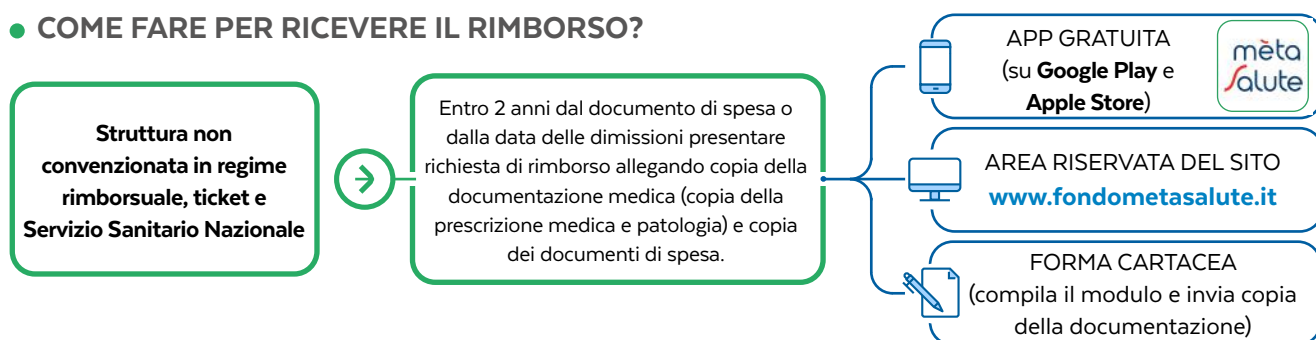 COME FARE PER RICEVERE IL RIMBORSO?
Struttura non
convenzionata in regime
rimborsuale, ticket e
Servizio Sanitario Nazionale
Entro 2 anni dal documento di spesa o
dalla data delle dimissioni presentare
richiesta di rimborso allegando copia della
documentazione medica (copia della
prescrizione medica e patologia) e copia
dei documenti di spesa.
APP GRATUITA
(su Google Play e
Apple Store)
mèta
Salute
AREA RISERVATA DEL SITO
www.fondometasalute.it
FORMA CARTACEA
(compila il modulo e invia copia
della documentazione)